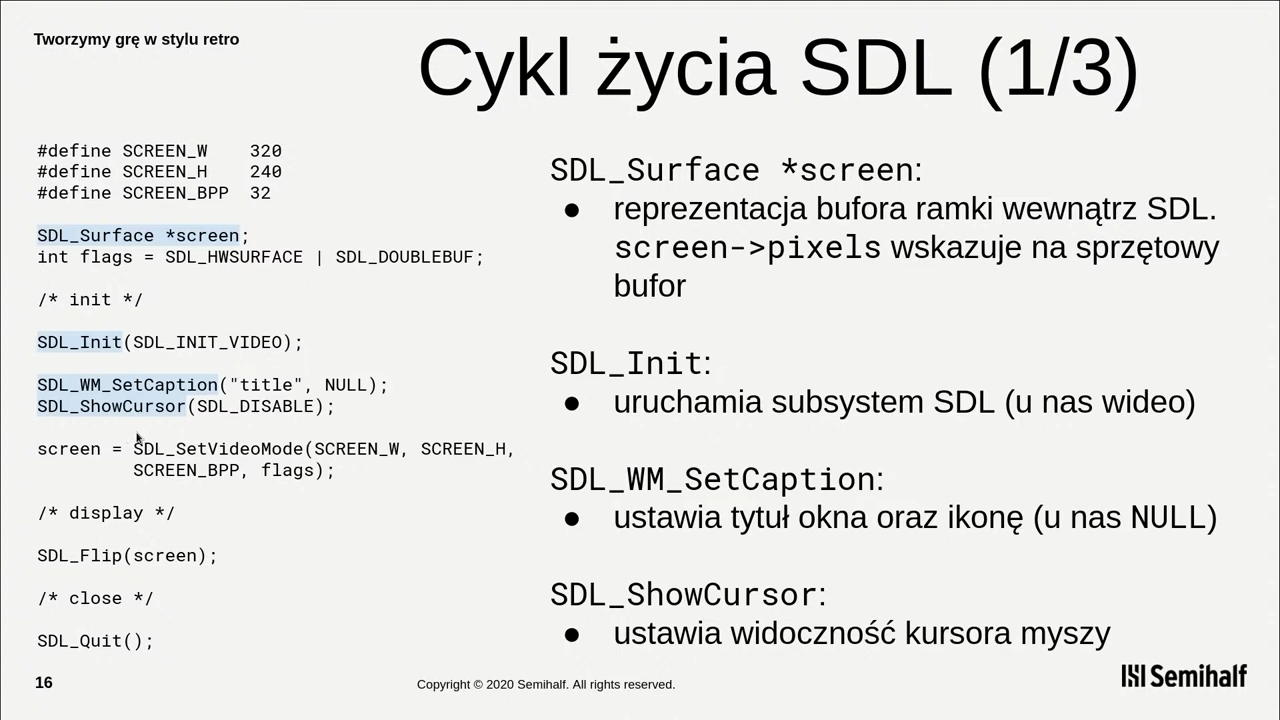 Tworzymy grę w stylu retro
Cykl życia SDL (1/3)
#define SCREEN_W    320
#define SCREEN_H    240
#define SCREEN_BPP  32
SDL_Surface *screen;
int flags = SDL_HWSURFACE | SDL_DOUBLEBUF;
/* init */
SDL_Init(SDL_INIT_VIDEO);
SDL_WM_SetCaption("title", NULL);
SDL_ShowCursor(SDL_DISABLE);
screen = SDL_SetVideoMode(SCREEN_W, SCREEN_H,
         SCREEN_BPP, flags);
/* display */
SDL_Flip(screen);
/* close */
SDL_Quit();
SDL_Surface *screen:
● reprezentacja bufora ramki wewnątrz SDL.
screen->pixels wskazuje na sprzętowy
bufor
SDL_Init:
● uruchamia subsystem SDL (u nas wideo)
SDL_WM_SetCaption:
● ustawia tytuł okna oraz ikonę (u nas NULL)
SDL_ShowCursor:
● ustawia widoczność kursora myszy
16
Copyright © 2020 Semihalf. All rights reserved.
Semihalf